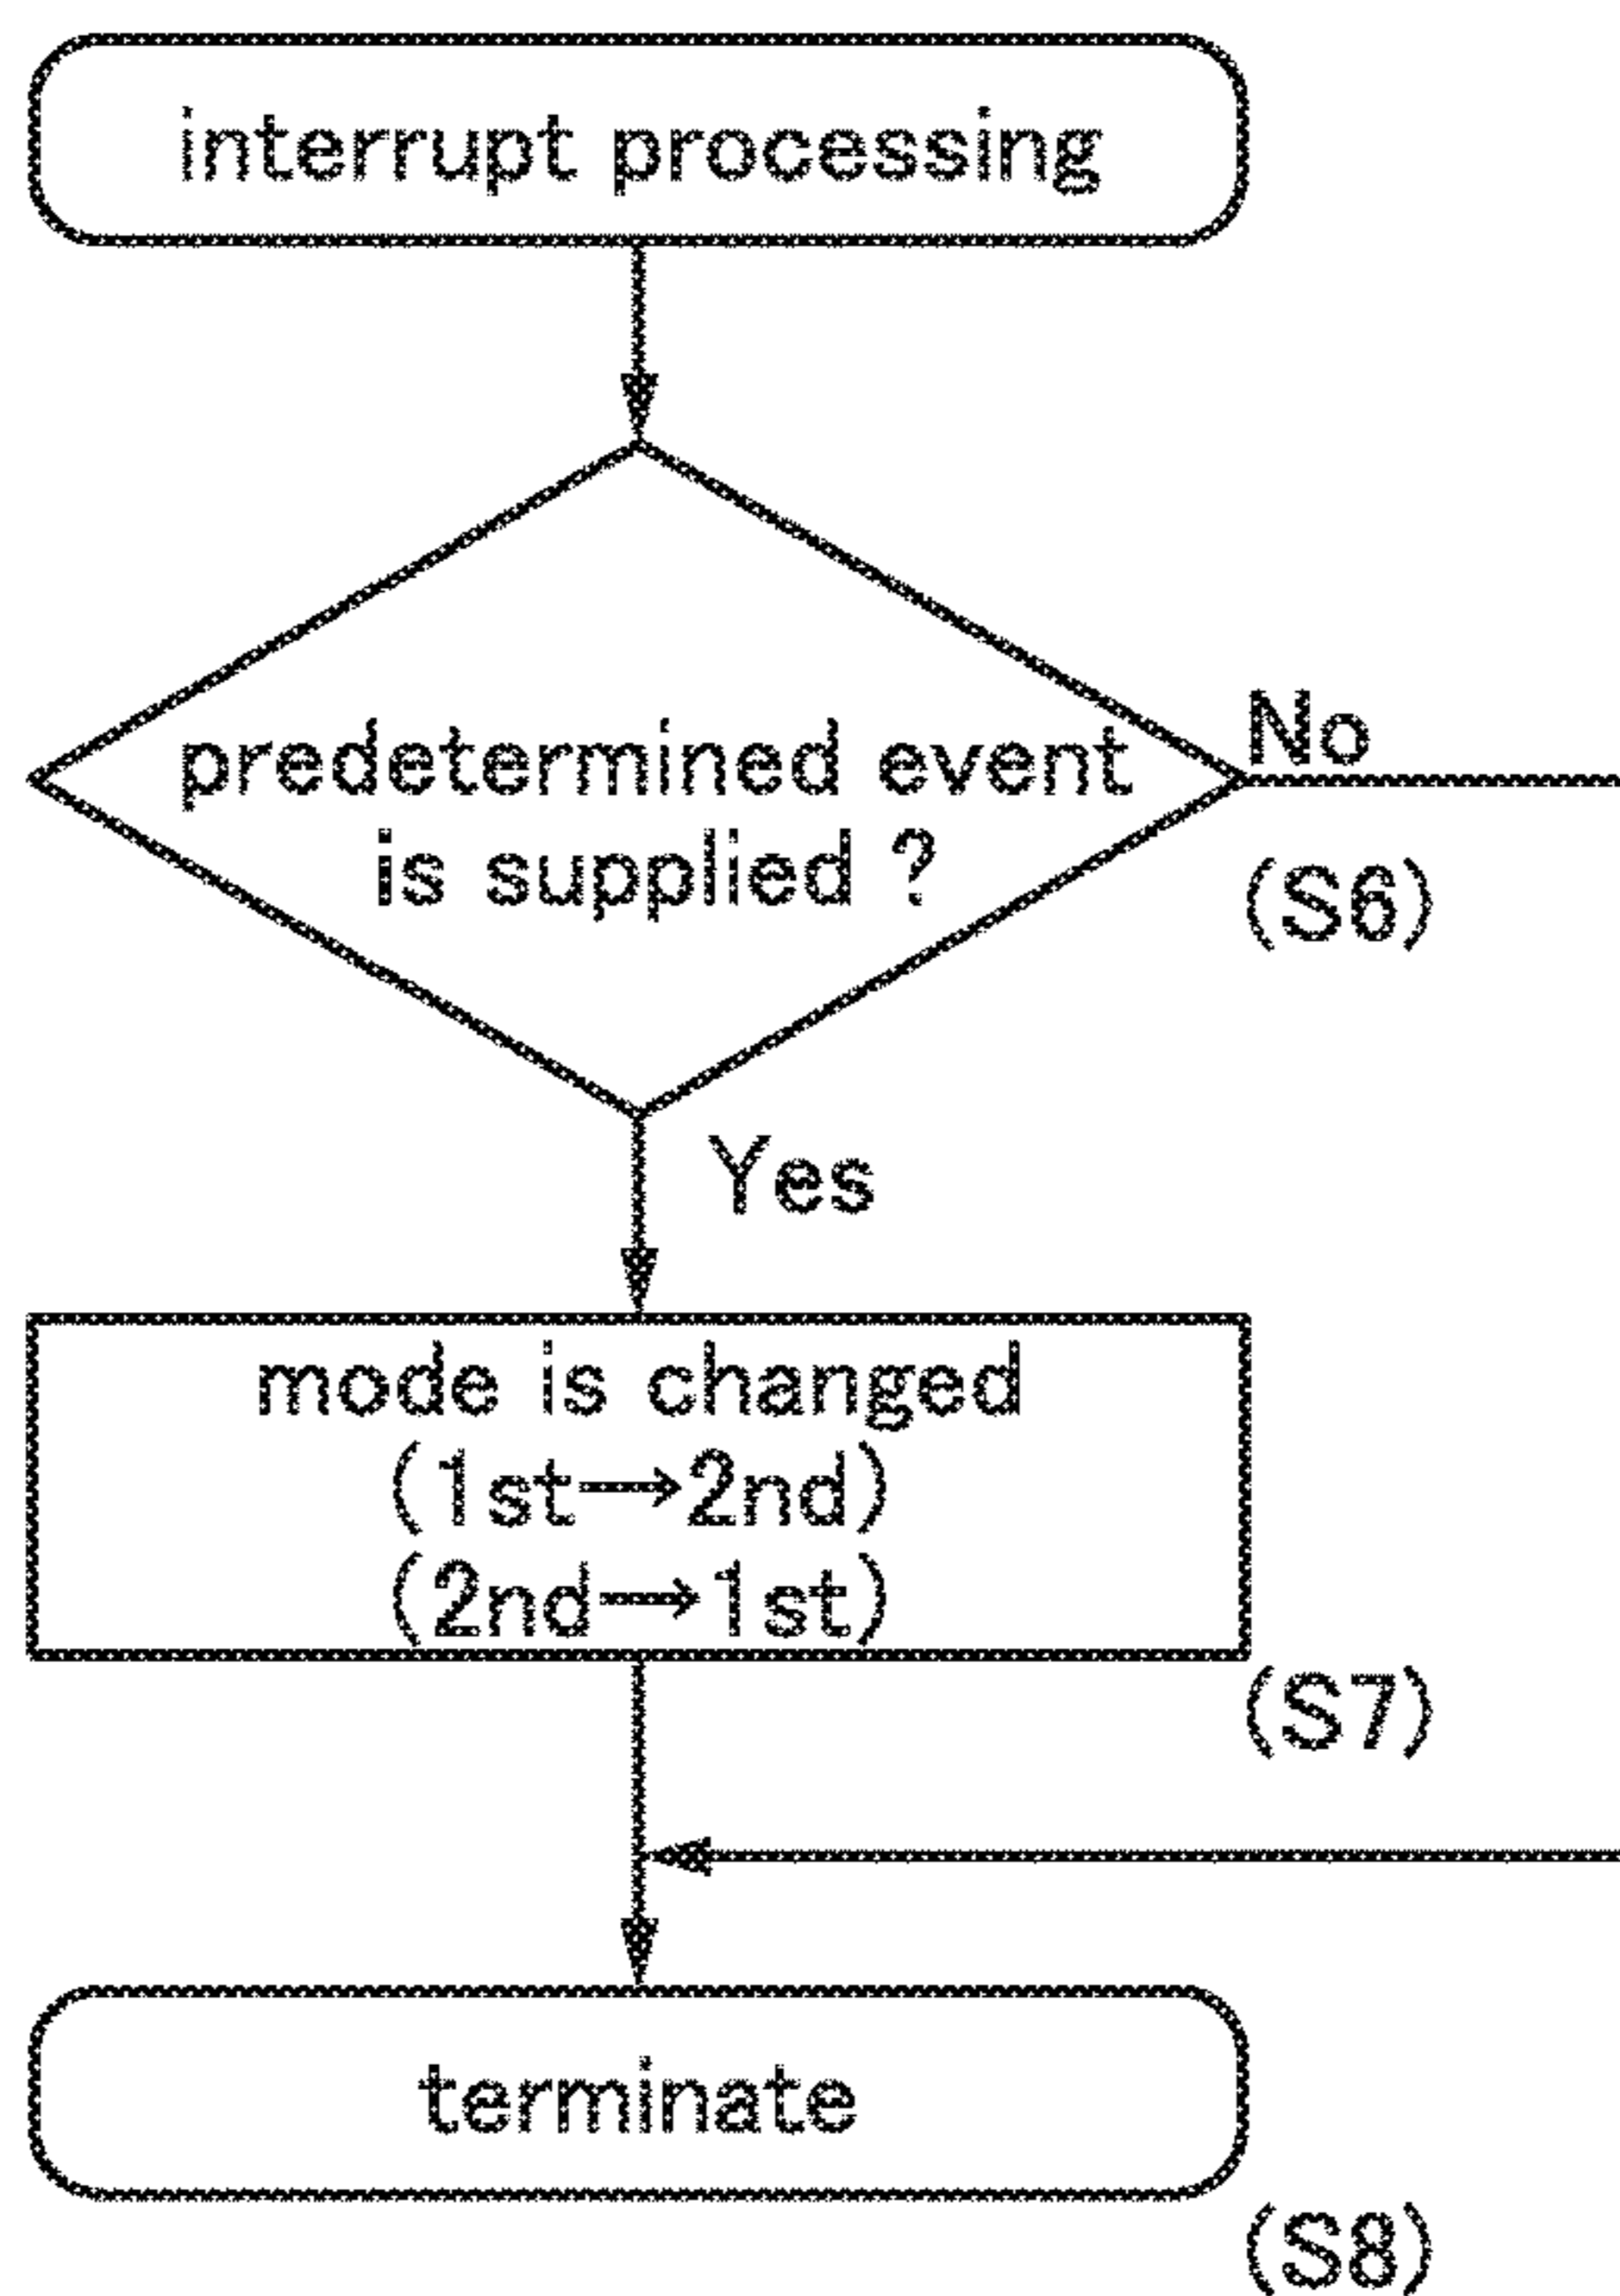 interrupt processing
predetermined event
is supplied ?
No
(S6)
Yes
mode is changed
(1st→2nd)
(2nd→1st)
(S7)
terminate
(S8)